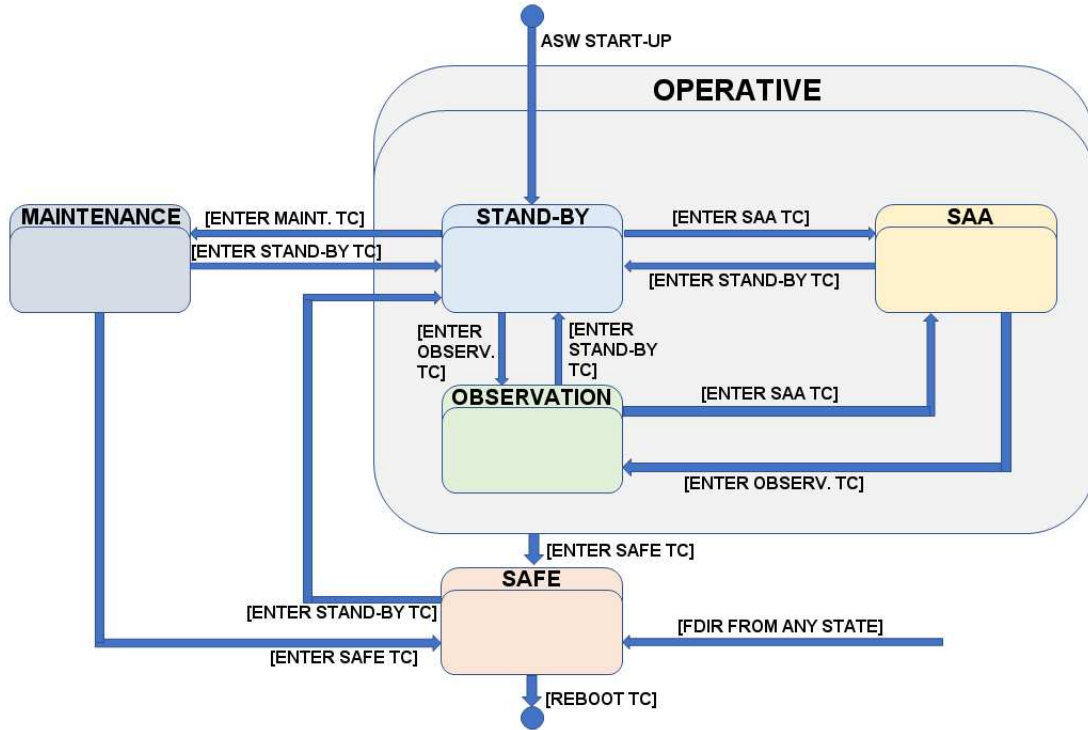 ASW START-UP
OPERATIVE
MAINTENANCE
[ENTER MAINT. TC]
STAND-BY
[ENTER SAA TC]
SAA
[ENTER STAND-BY TC]
[ENTER STAND-BY TC]
[ENTER
OBSERV.
TC]
[ENTER
STAND-BY
TC]
OBSERVATION
[ENTER SAA TC]
[ENTER OBSERV. TC]
[ENTER SAFE TC]
SAFE
[ENTER STAND-BY TC]
[FDIR FROM ANY STATE]
[ENTER SAFE TC]
[REBOOT TC]